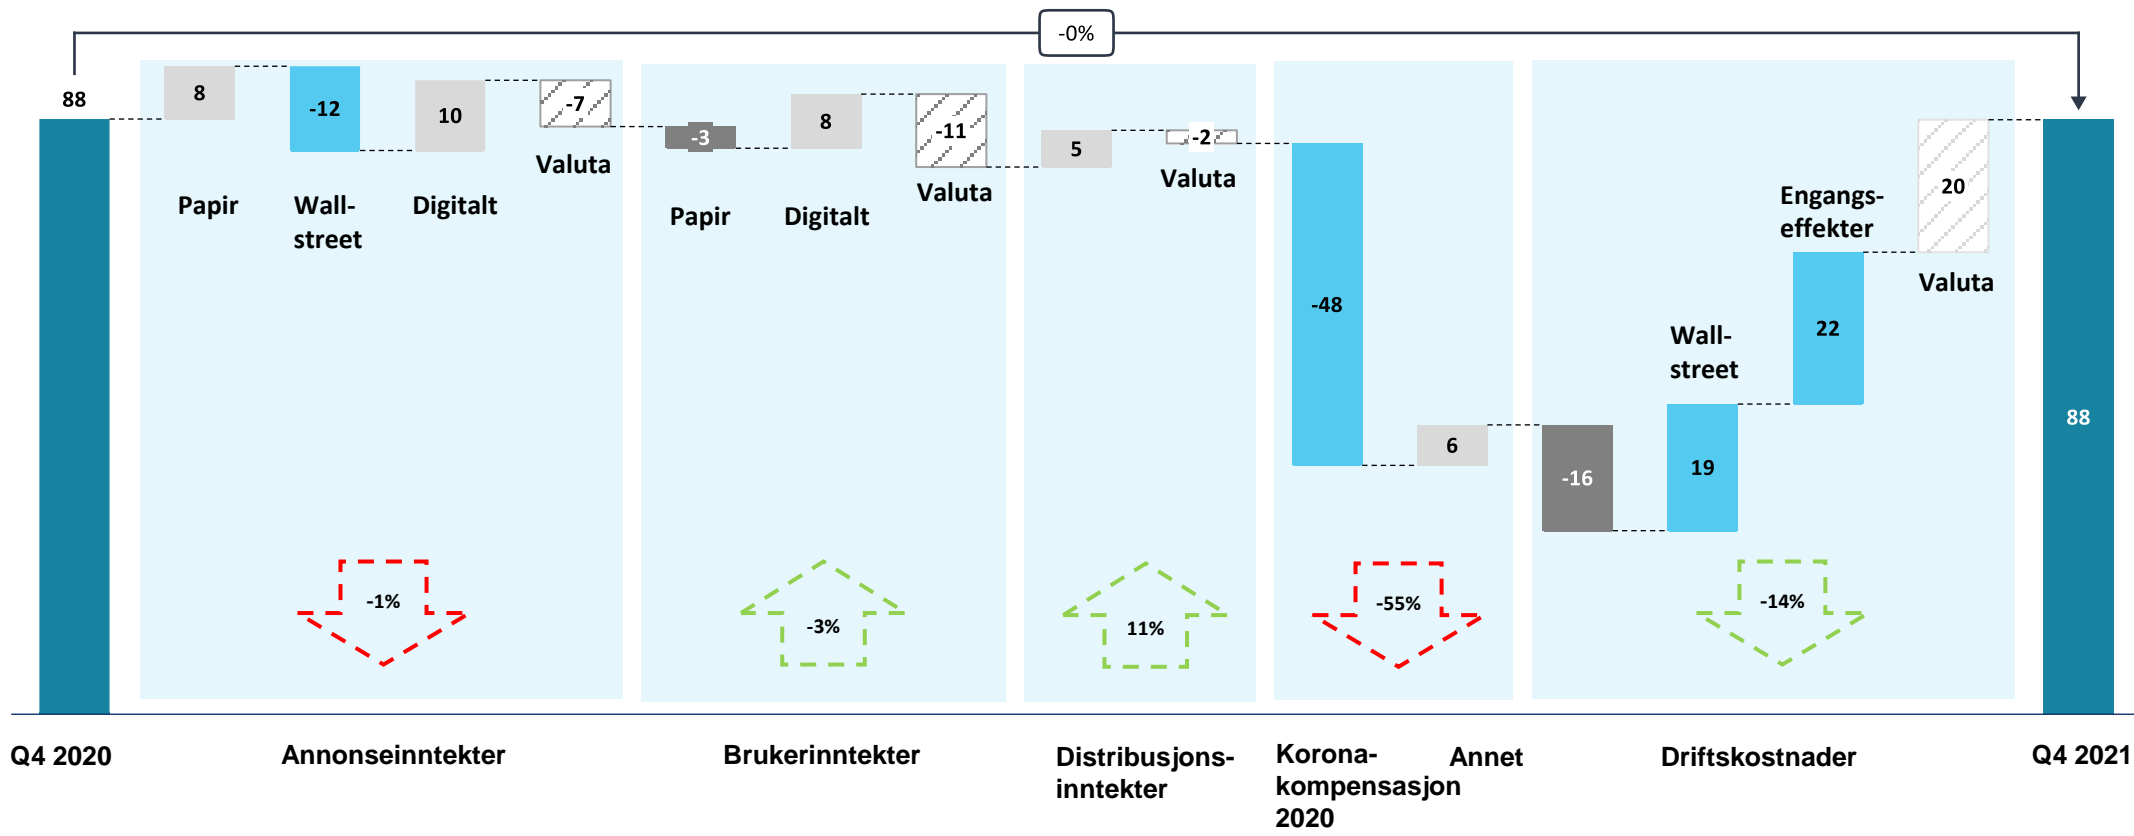 -0%
88
8
-12
10
-7
-3
8
-11
5
-2
-48
6
-16
19
22
20
88
Papir
Wall-
street
Digitalt
Valuta
Papir
Digitalt
Valuta
Valuta
Wall-
street
Engangs-
effekter
Valuta
-1%
-3%
11%
-55%
-14%
Q4 2020
Annonseinntekter
Brukerinntekter
Distribusjons-
inntekter
Korona-
kompensasjon
2020
Annet
Driftskostnader
Q4 2021